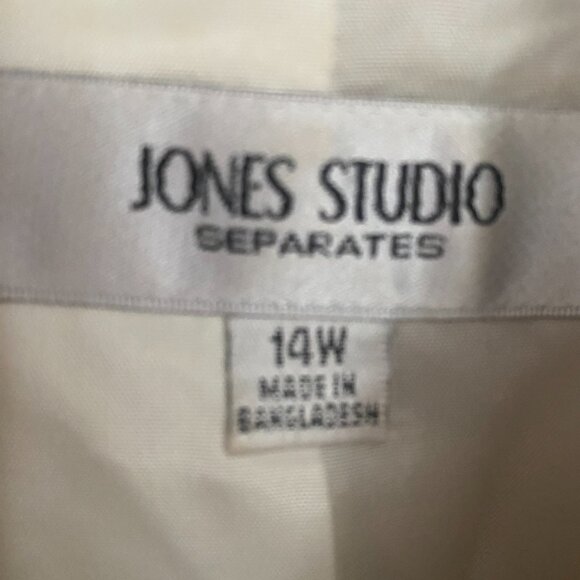 JONES STUDIO
SEPARATES
14W
MADE IN
BANGLADESH